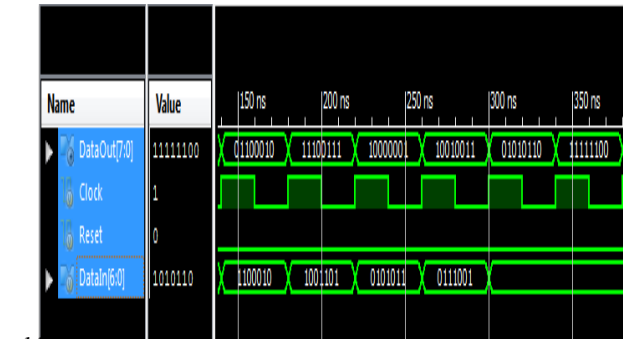 Name Value 150 ns 200 ns 250 ns 300 ns 350 ns
DataOut[7:0] 11111100 01100010 11100111 10000001 10010011 01010110 11111100
Clock 1
Reset 0
DataIn[6:0] 1010110 1100010 1001101 0101011 0111001